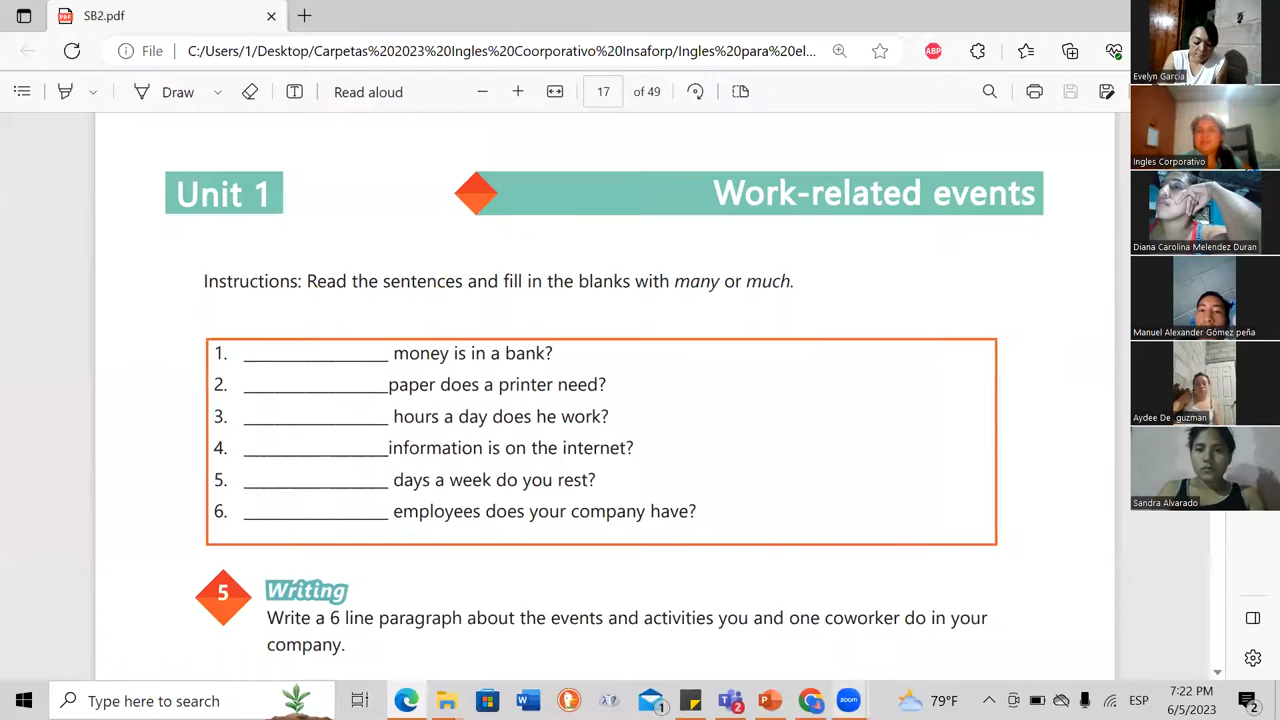 SB2.pdf
File
C:/Users/1/Desktop/Carpetas%202023%20Ingles%20Coorporativo%20Insaforp/Ingles%20para%20el...
ABP
Draw
Read aloud
17
of 49
Unit 1
Work-related events
Instructions: Read the sentences and fill in the blanks with many or much.
1. ________________ money is in a bank?
2. ________________paper does a printer need?
3. ________________ hours a day does he work?
4. ________________information is on the internet?
5. ________________ days a week do you rest?
6. ________________ employees does your company have?
5
Writing
Write a 6 line paragraph about the events and activities you and one coworker do in your
company.
Evelyn García
Ingles Corporativo
Diana Carolina Melendez Duran
Manuel Alexander Gómez peña
Aydee De guzman
Sandra Alvarado
Type here to search
79°F
ESP
7:22 PM
6/5/2023